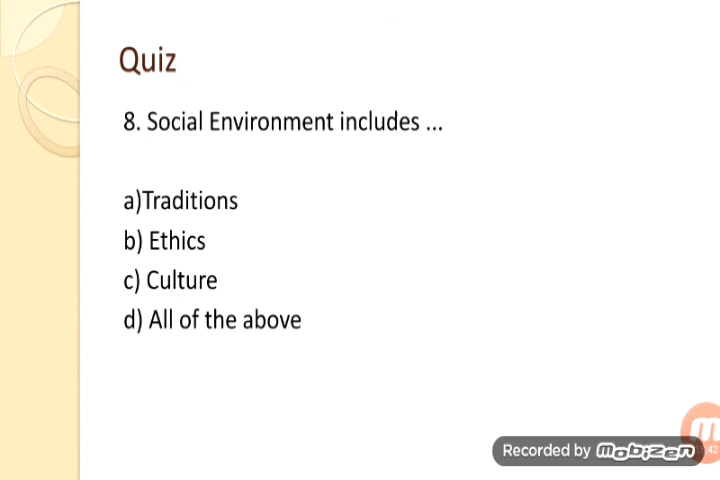 Quiz
8. Social Environment includes ...
a)Traditions
b) Ethics
c) Culture
d) All of the above
Recorded by mobizen